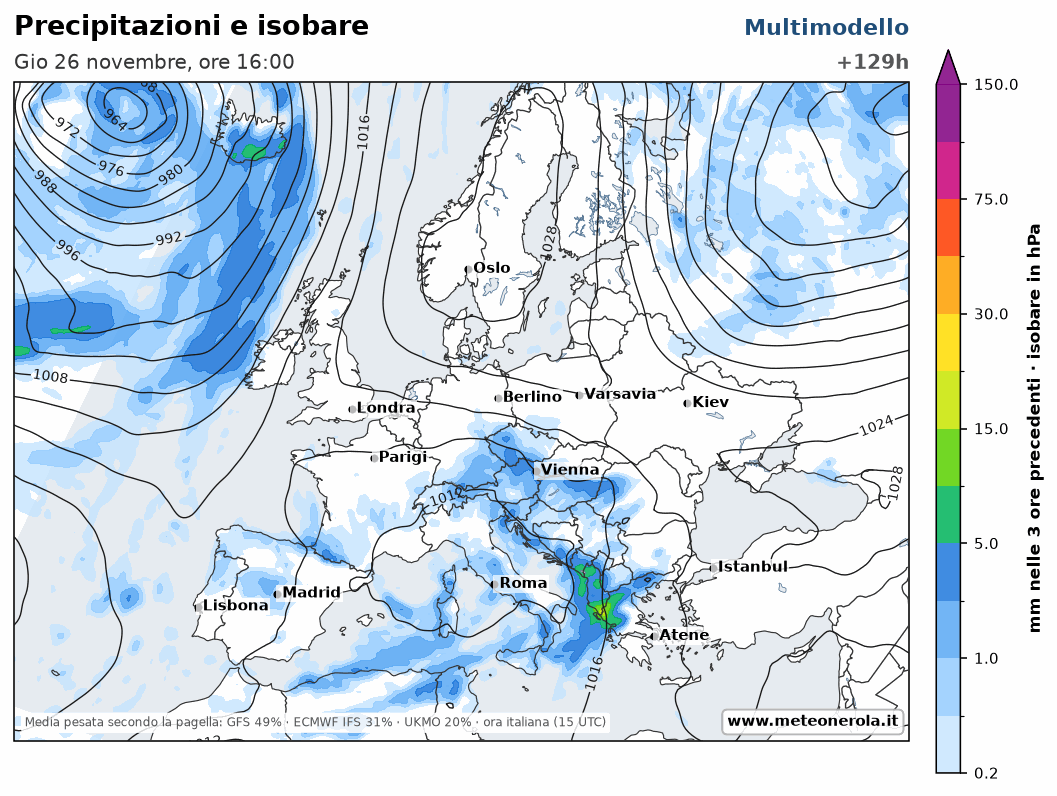 Precipitazioni e isobare
Multimodello
Gio 26 novembre, ore 16:00
+129h
964
972
976
980
988
992
996
1016
1028
Oslo
1008
Berlino
Varsavia
Kiev
Londra
1024
Parigi
Vienna
1012
1028
Istanbul
Roma
Madrid
Lisbona
Atene
1016
Media pesata secondo la pagella: GFS 49% · ECMWF IFS 31% · UKMO 20% · ora italiana (15 UTC)
www.meteonerola.it
150.0
75.0
30.0
15.0
5.0
1.0
0.2
mm nelle 3 ore precedenti · isobare in hPa